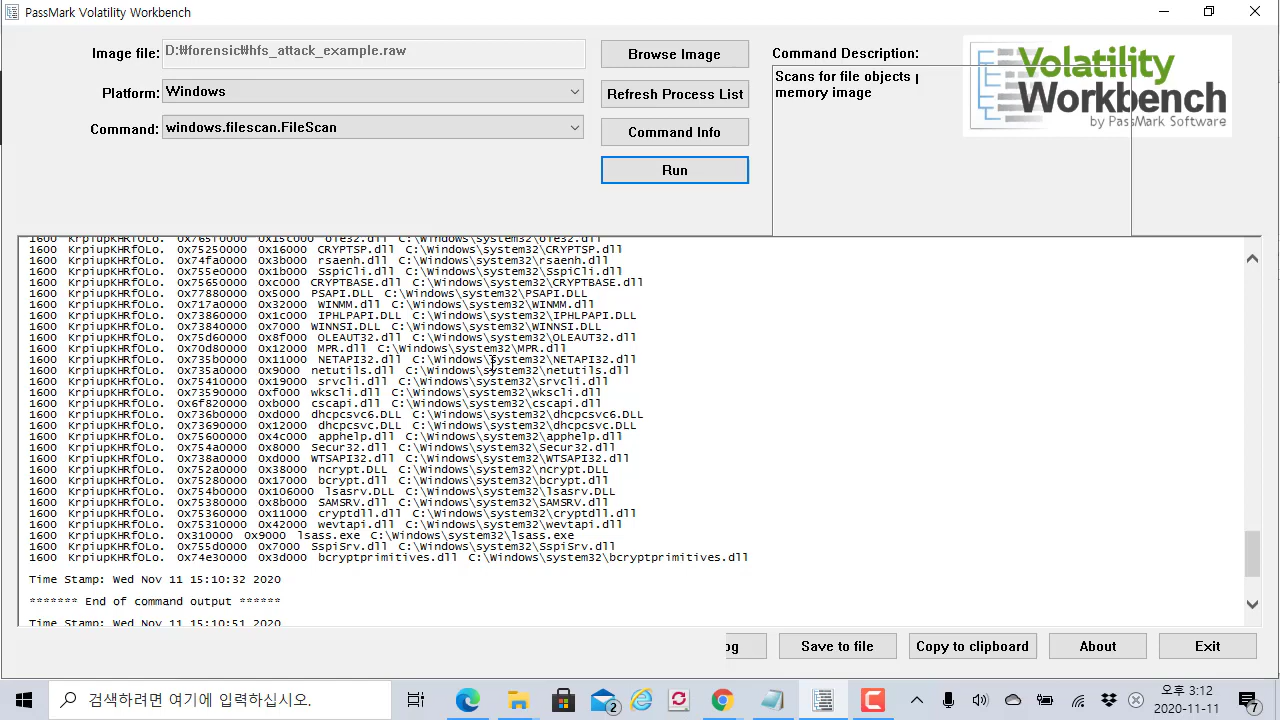 PassMark Volatility Workbench
Image file: D:₩forensic₩hfs_attack_example.raw
Browse Image
Command Description:
Volatility
Workbench
by PassMark Software
Platform: Windows
Refresh Process List
Scans for file objects p
memory image
Command: windows.filescan.FileScan
Command Info
Run
1600 KrpiupKHRfOLo. 0x765f0000 0x15c000 ole32.dll C:\Windows\system32\ole32.dll
1600 KrpiupKHRfOLo. 0x75250000 0x16000 CRYPTSP.dll C:\Windows\system32\CRYPTSP.dll
1600 KrpiupKHRfOLo. 0x74fa0000 0x3b000 rsaenh.dll C:\Windows\system32\rsaenh.dll
1600 KrpiupKHRfOLo. 0x755e0000 0x1b000 SspiCli.dll C:\Windows\system32\SspiCli.dll
1600 KrpiupKHRfOLo. 0x75650000 0xc000 CRYPTBASE.dll C:\Windows\system32\CRYPTBASE.dll
1600 KrpiupKHRfOLo. 0x77880000 0x5000 PSAPI.DLL C:\Windows\system32\PSAPI.DLL
1600 KrpiupKHRfOLo. 0x717a0000 0x32000 WINMM.dll C:\Windows\system32\WINMM.dll
1600 KrpiupKHRfOLo. 0x73860000 0x1c000 IPHLPAPI.DLL C:\Windows\system32\IPHLPAPI.DLL
1600 KrpiupKHRfOLo. 0x73840000 0x7000 WINNSI.DLL C:\Windows\system32\WINNSI.DLL
1600 KrpiupKHRfOLo. 0x75d60000 0x8f000 OLEAUT32.dll C:\Windows\system32\OLEAUT32.dll
1600 KrpiupKHRfOLo. 0x70d80000 0x12000 MPR.dll C:\Windows\system32\MPR.dll
1600 KrpiupKHRfOLo. 0x735b0000 0x11000 NETAPI32.dll C:\Windows\system32\NETAPI32.dll
1600 KrpiupKHRfOLo. 0x735a0000 0x9000 netutils.dll C:\Windows\system32\netutils.dll
1600 KrpiupKHRfOLo. 0x75410000 0x19000 srvcli.dll C:\Windows\system32\srvcli.dll
1600 KrpiupKHRfOLo. 0x73590000 0xf000 wkscli.dll C:\Windows\system32\wkscli.dll
1600 KrpiupKHRfOLo. 0x6f820000 0xb000 cscapi.dll C:\Windows\system32\cscapi.dll
1600 KrpiupKHRfOLo. 0x736b0000 0xd000 dhcpcsvc6.DLL C:\Windows\system32\dhcpcsvc6.DLL
1600 KrpiupKHRfOLo. 0x73690000 0x12000 dhcpcsvc.DLL C:\Windows\system32\dhcpcsvc.DLL
1600 KrpiupKHRfOLo. 0x75600000 0x4c000 apphelp.dll C:\Windows\system32\apphelp.dll
1600 KrpiupKHRfOLo. 0x754a0000 0x8000 Secur32.dll C:\Windows\system32\Secur32.dll
1600 KrpiupKHRfOLo. 0x738a0000 0xd000 WTSAPI32.dll C:\Windows\system32\WTSAPI32.dll
1600 KrpiupKHRfOLo. 0x752a0000 0x38000 ncrypt.DLL C:\Windows\system32\ncrypt.DLL
1600 KrpiupKHRfOLo. 0x75280000 0x17000 bcrypt.dll C:\Windows\system32\bcrypt.dll
1600 KrpiupKHRfOLo. 0x754b0000 0x106000 lsasrv.DLL C:\Windows\system32\lsasrv.DLL
1600 KrpiupKHRfOLo. 0x75380000 0x8b000 SAMSRV.dll C:\Windows\system32\SAMSRV.dll
1600 KrpiupKHRfOLo. 0x75360000 0x11000 cryptdll.dll C:\Windows\system32\cryptdll.dll
1600 KrpiupKHRfOLo. 0x75310000 0x42000 wevtapi.dll C:\Windows\system32\wevtapi.dll
1600 KrpiupKHRfOLo. 0x310000 0x9000 lsass.exe C:\Windows\system32\lsass.exe
1600 KrpiupKHRfOLo. 0x755d0000 0x7000 SspiSrv.dll C:\Windows\system32\SspiSrv.dll
1600 KrpiupKHRfOLo. 0x74e30000 0x3d000 bcryptprimitives.dll C:\Windows\system32\bcryptprimitives.dll
Time Stamp: Wed Nov 11 15:10:32 2020
******* End of command output ******
Time Stamp: Wed Nov 11 15:10:51 2020
og
Save to file
Copy to clipboard
About
Exit
검색하려면 여기에 입력하십시오.
2
오후 3:12
2020-11-11
7